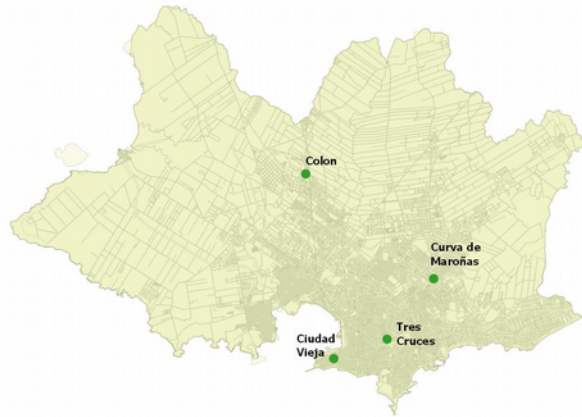 Colon
Curva de
Maroñas
Tres
Cruces
Ciudad
Vieja